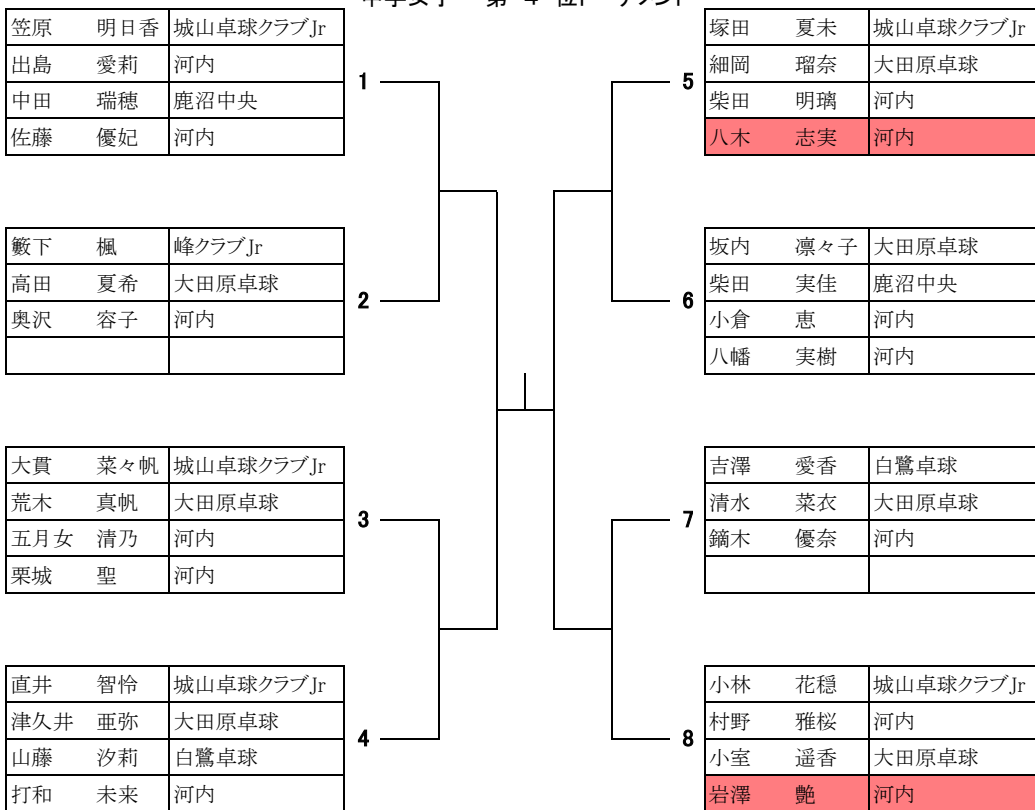 笠原 明日香 城山卓球クラブJr
出島 愛莉 河内
中田 瑞穂 鹿沼中央
佐藤 優妃 河内
1
籔下 楓 峰クラブJr
高田 夏希 大田原卓球
奥沢 容子 河内
2
大貫 菜々帆 城山卓球クラブJr
荒木 真帆 大田原卓球
五月女 清乃 河内
栗城 聖 河内
3
直井 智怜 城山卓球クラブJr
津久井 亜弥 大田原卓球
山藤 汐莉 白鷺卓球
打和 未来 河内
4
塚田 夏未 城山卓球クラブJr
細岡 瑠奈 大田原卓球
柴田 明璃 河内
八木 志実 河内
5
坂内 凛々子 大田原卓球
柴田 実佳 鹿沼中央
小倉 恵 河内
八幡 実樹 河内
6
吉澤 愛香 白鷺卓球
清水 菜衣 大田原卓球
鏑木 優奈 河内
7
小林 花穏 城山卓球クラブJr
村野 雅桜 河内
小室 遥香 大田原卓球
岩澤 艶 河内
8